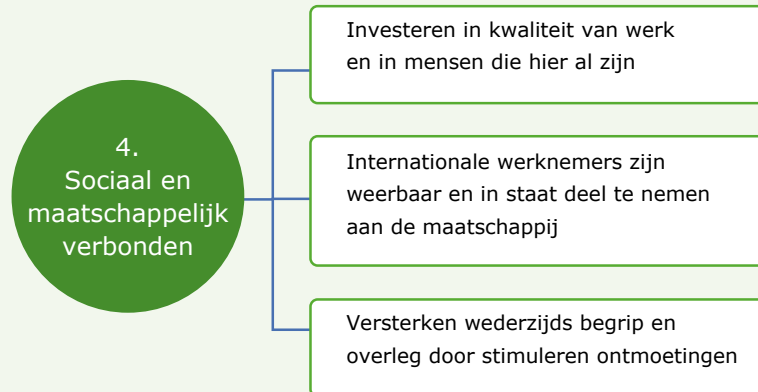 4.
Sociaal en
maatschappelijk
verbonden
Investeren in kwaliteit van werk
en in mensen die hier al zijn
Internationale werknemers zijn
weerbaar en in staat deel te nemen
aan de maatschappij
Versterken wederzijds begrip en
overleg door stimuleren ontmoetingen